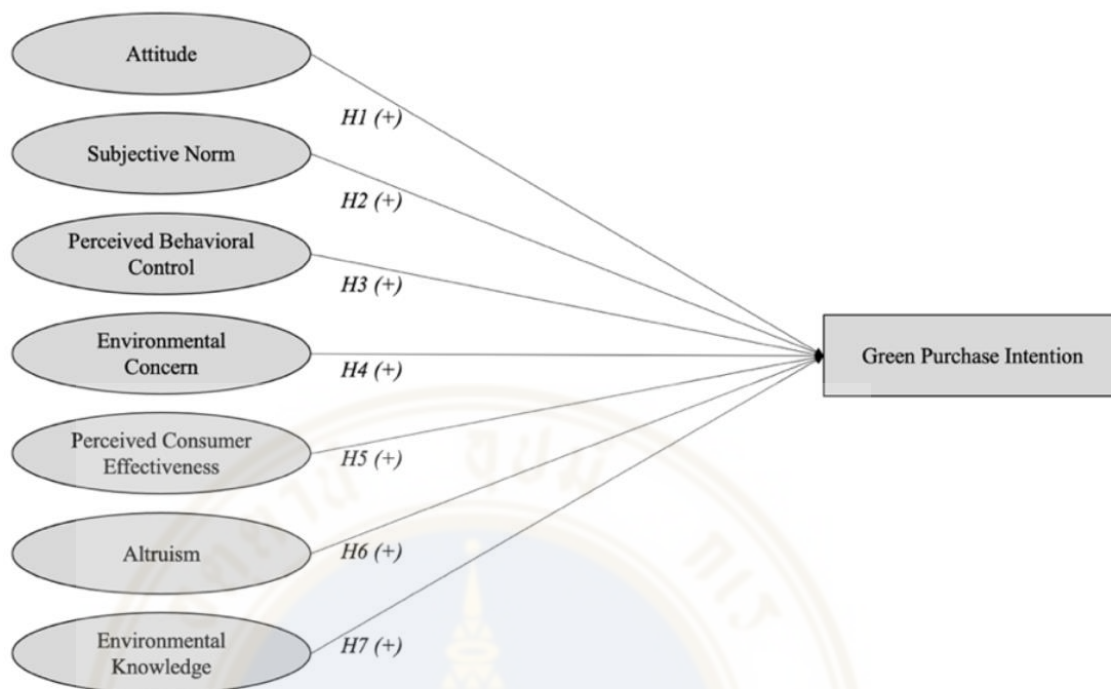 Attitude
H1 (+)
Subjective Norm
H2 (+)
Perceived Behavioral
Control
H3 (+)
Environmental
Concern
H4 (+)
Green Purchase Intention
Perceived Consumer
Effectiveness
H5 (+)
Altruism
H6 (+)
Environmental
Knowledge
H7 (+)